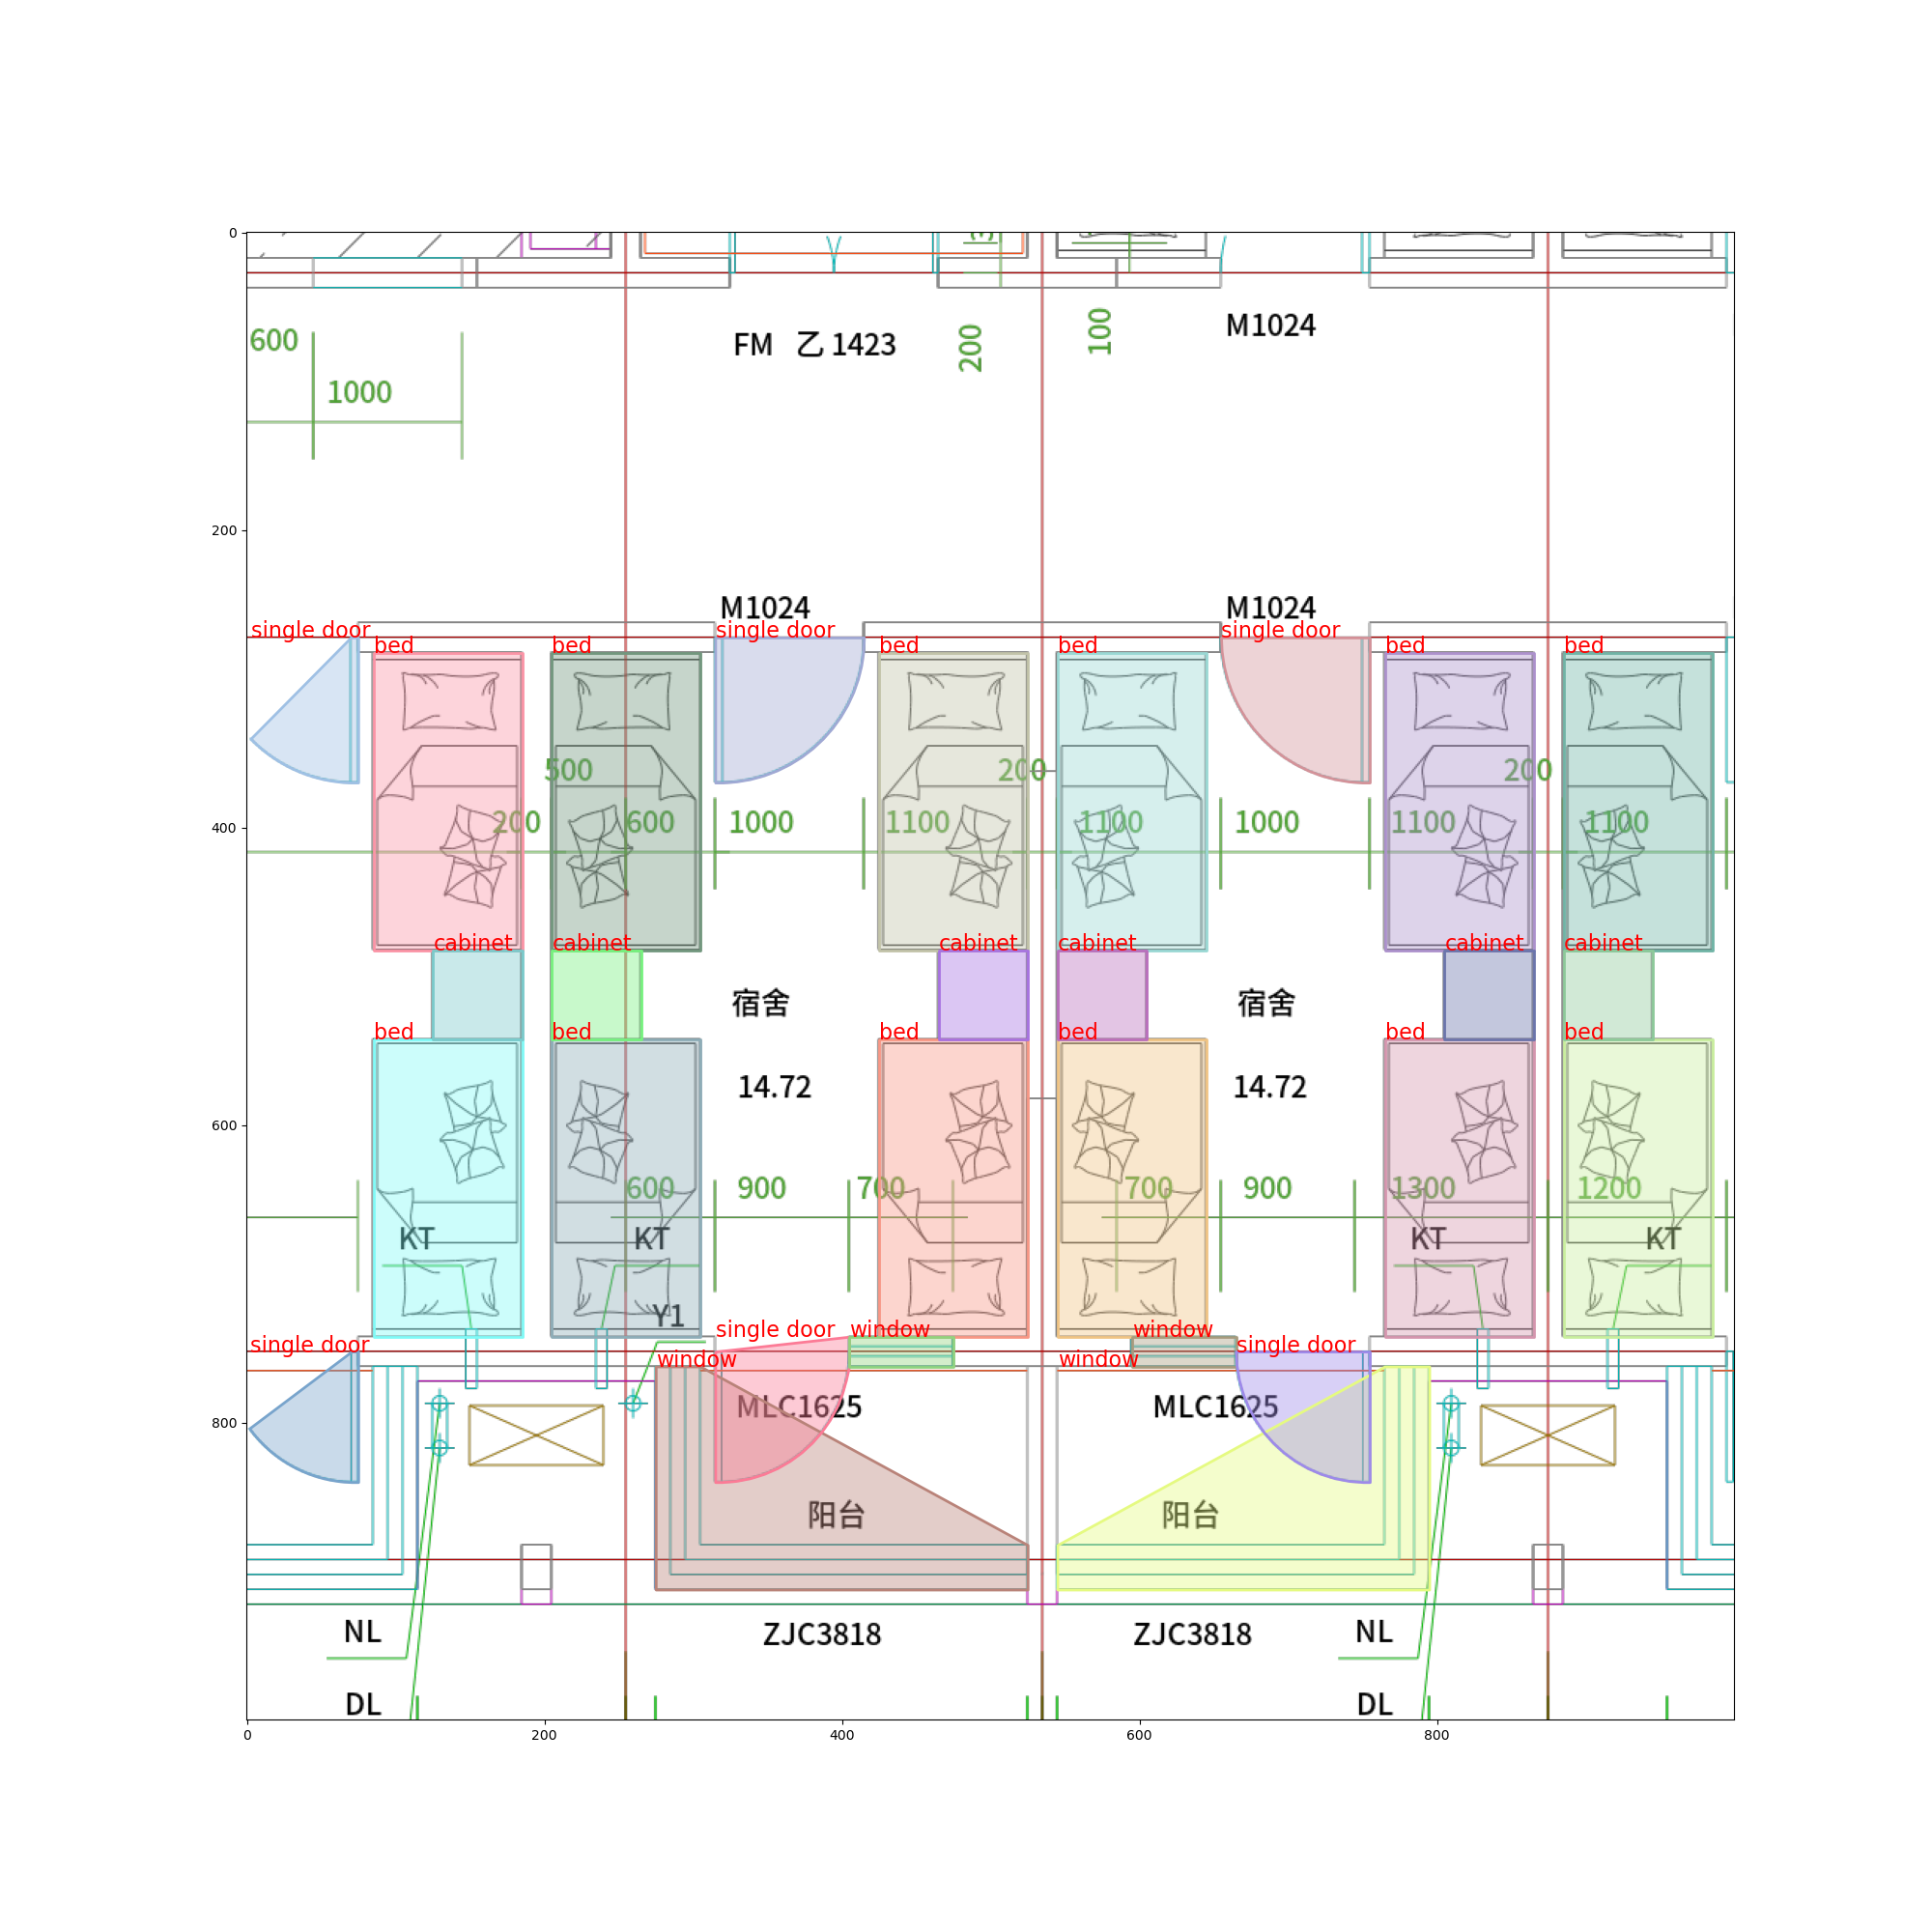 0
3
600
1000
FM 乙 1423
200
100
M1024
200
M1024
M1024
single door
single door
single door
bed
bed
bed
bed
bed
bed
500
200
200
200
600
1000
1100
1100
1000
1100
1100
400
cabinet
cabinet
cabinet
cabinet
cabinet
cabinet
宿舍
宿舍
bed
bed
bed
bed
bed
bed
14.72
14.72
600
600
900
700
700
900
1300
1200
KT
KT
KT
KT
Y1
single door
single door
window
window
single door
window
window
MLC1625
MLC1625
800
阳台
阳台
NL
ZJC3818
ZJC3818
NL
DL
DL
0
200
400
600
800